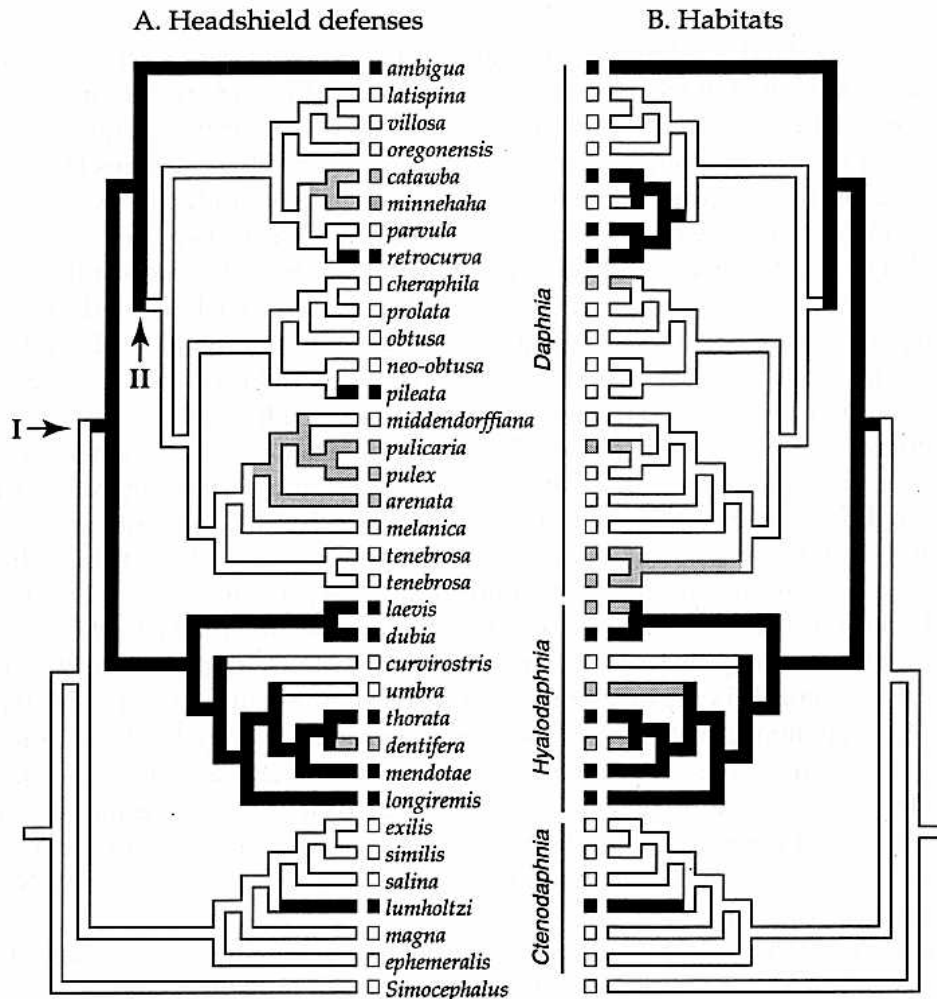 A. Headshield defenses
B. Habitats
ambigua
latispina
villosa
oregonensis
catawba
minnehaha
parvula
retrocurva
cheraphila
prolata
obtusa
neo-obtusa
pileata
middendorffiana
pulicaria
pulex
arenata
melanica
tenebrosa
tenebrosa
laevis
dubia
curvirostris
umbra
thorata
dentifera
mendotae
longiremis
exilis
similis
salina
lumholtzi
magna
ephemeralis
Simocephalus
I
II
Daphnia
Hyalodaphnia
Ctenodaphnia